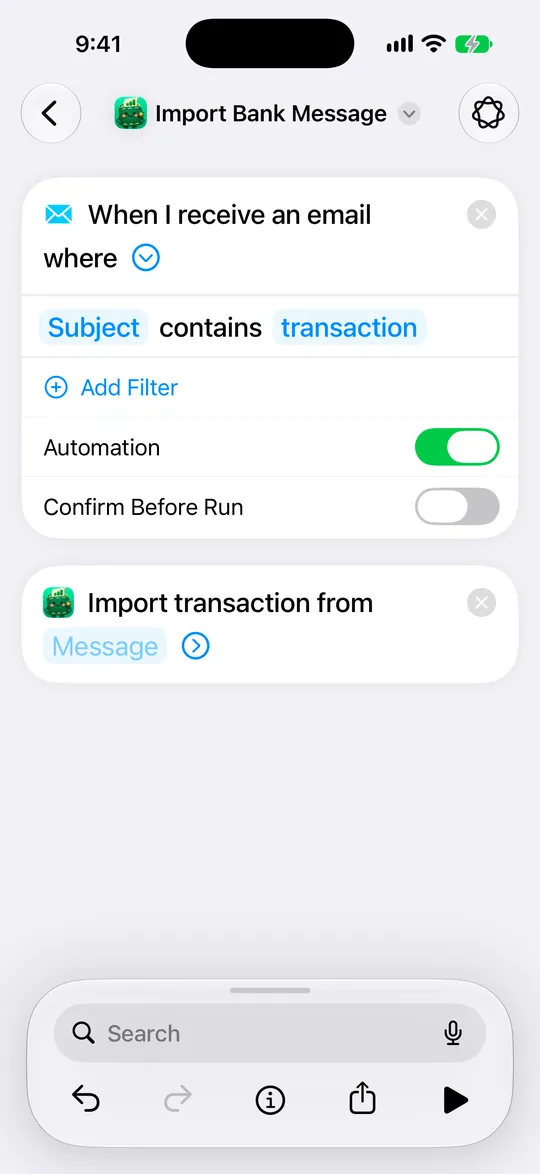 9:41
Import Bank Message
When I receive an email
where
Subject contains transaction
Add Filter
Automation
Confirm Before Run
Import transaction from
Message
Search